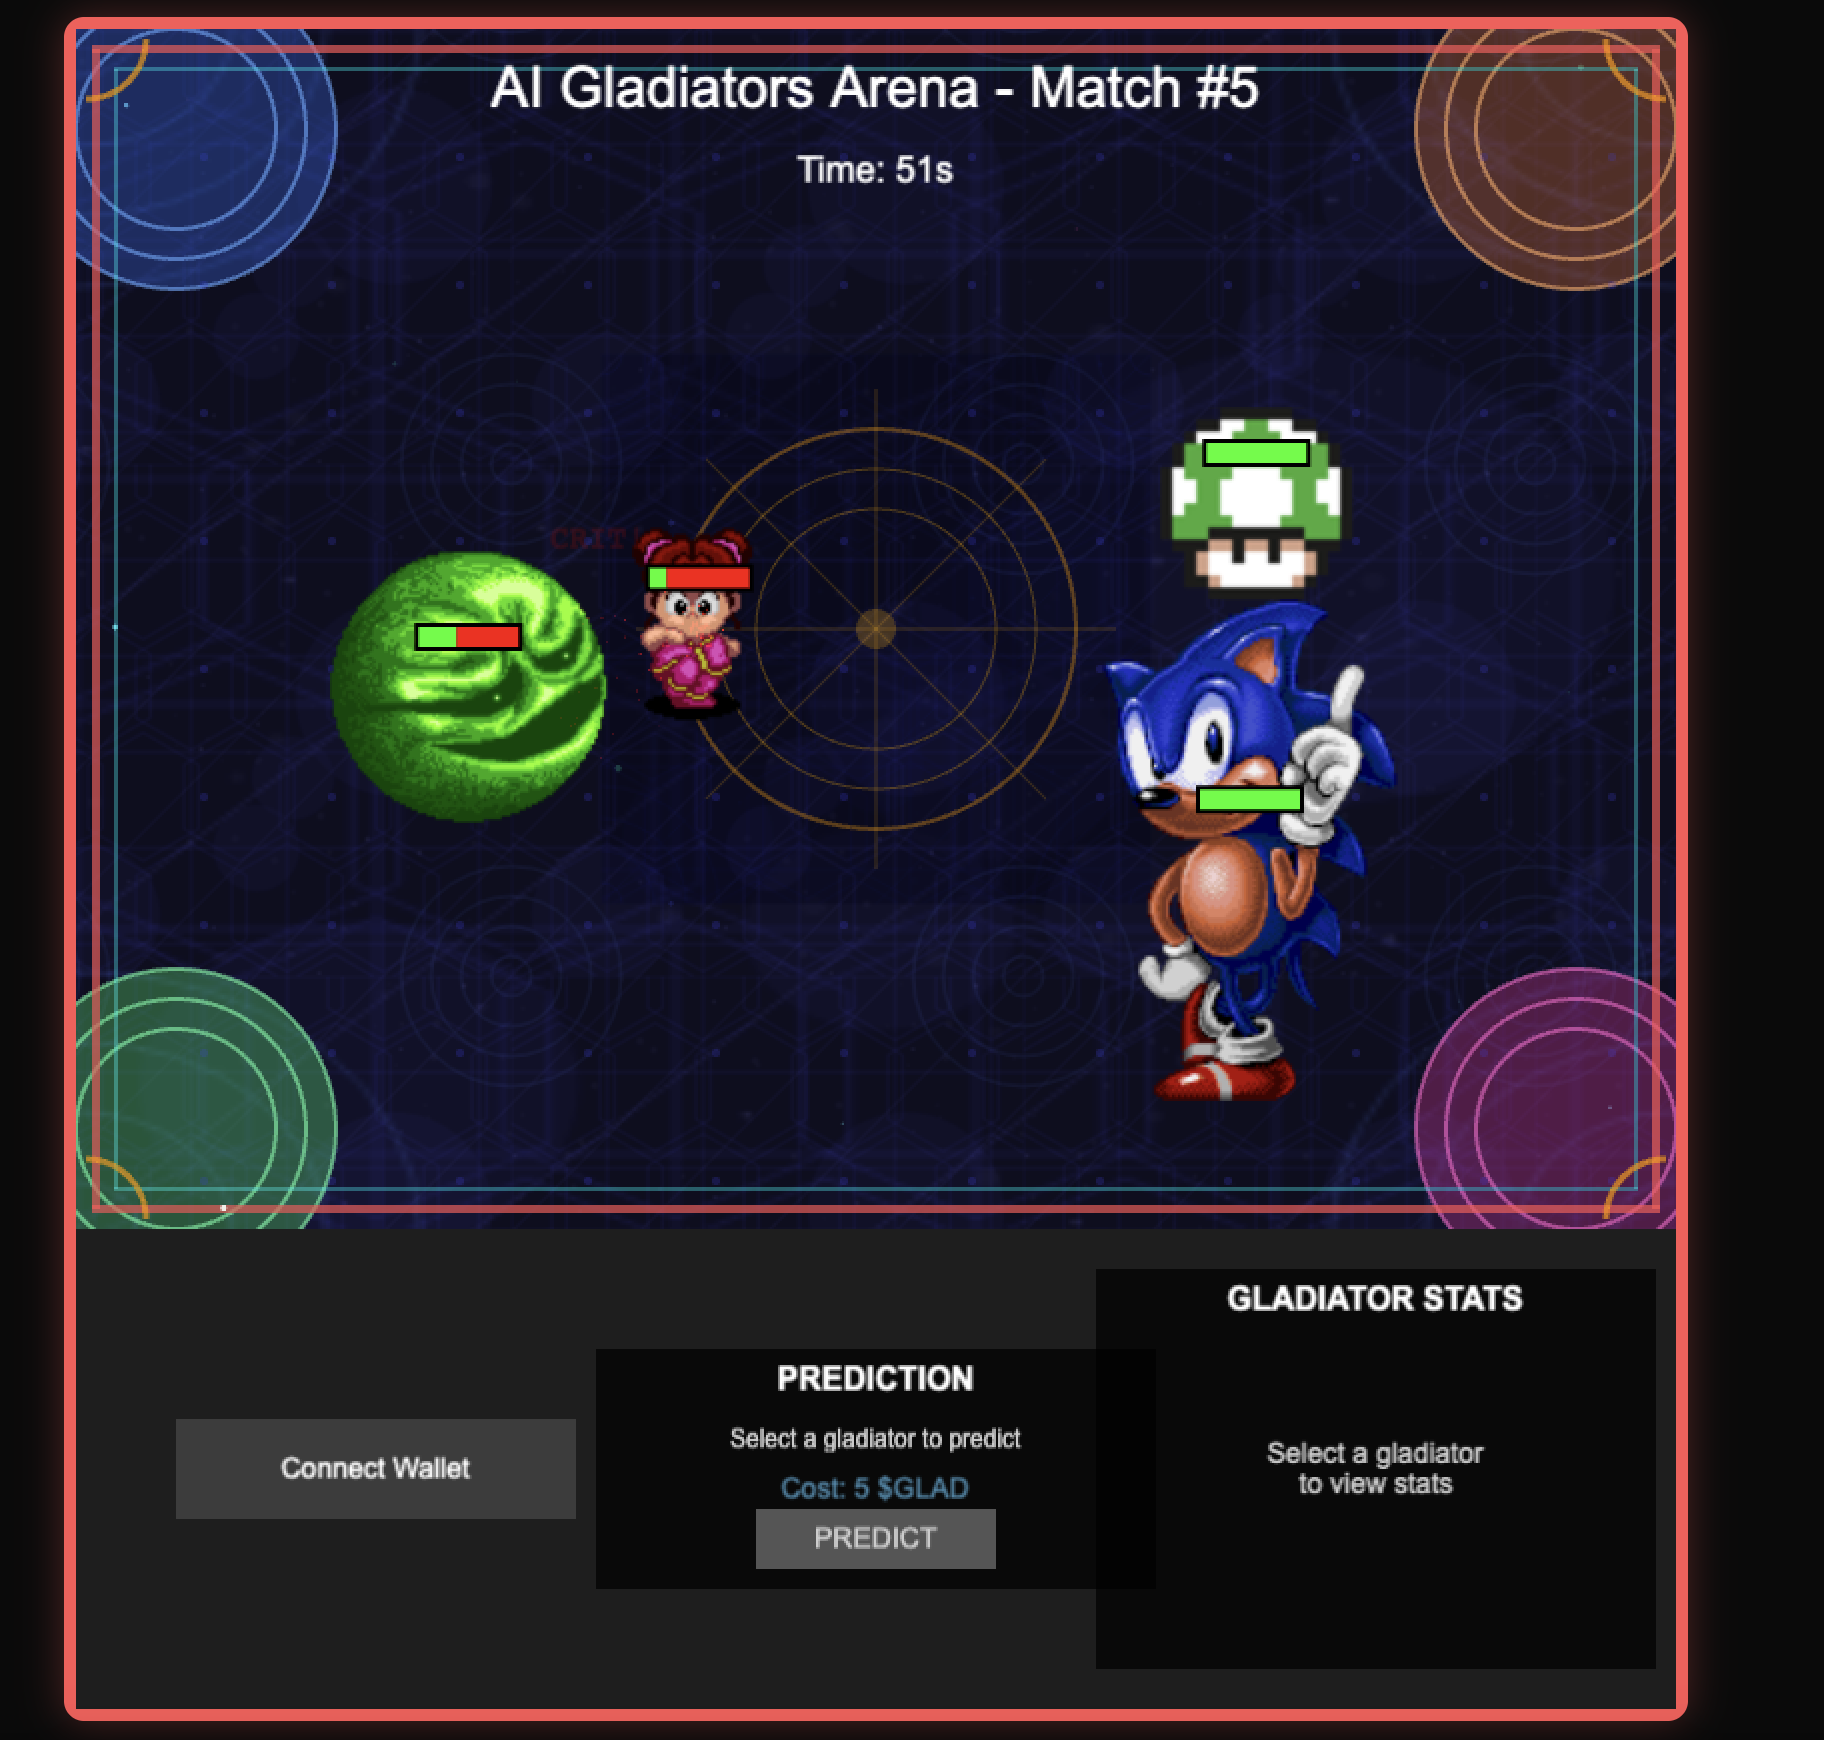 AI Gladiators Arena - Match #5
Time: 51s
CRIT
GLADIATOR STATS
PREDICTION
Select a gladiator to predict
Cost: 5 $GLAD
PREDICT
Connect Wallet
Select a gladiator
to view stats